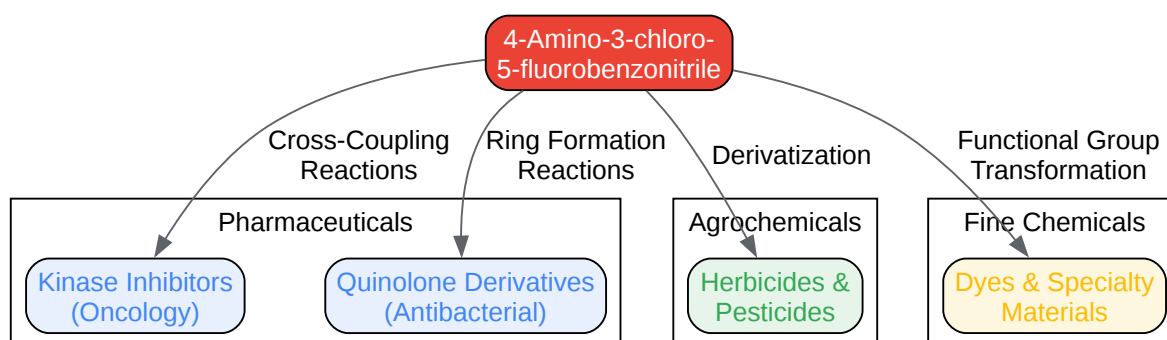 4-Amino-3-chloro-
5-fluorobenzonitrile
Cross-Coupling
Reactions
Ring Formation
Reactions
Derivatization
Functional Group
Transformation
Pharmaceuticals
Agrochemicals
Fine Chemicals
Kinase Inhibitors
(Oncology)
Quinolone Derivatives
(Antibacterial)
Herbicides &
Pesticides
Dyes & Specialty
Materials